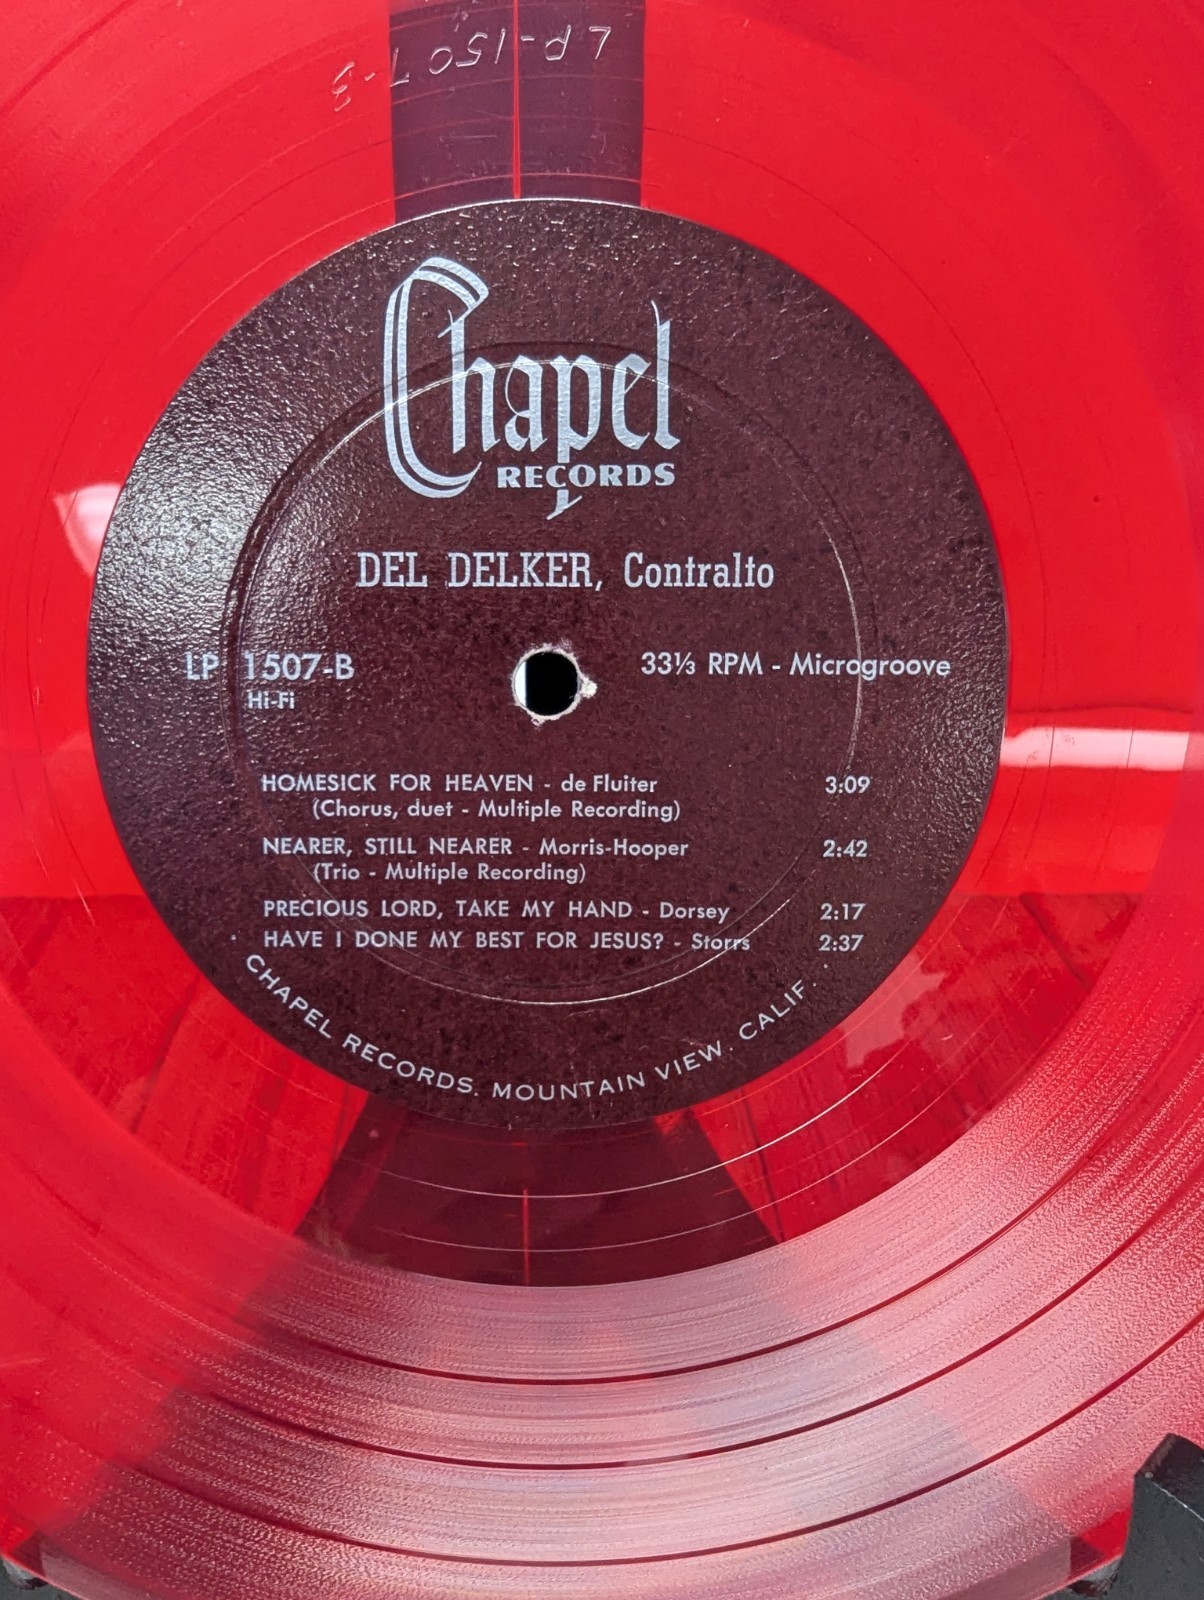 LP-1507-B
Chapel
RECORDS
DEL DELKER, Contralto
LP 1507-B
Hi-Fi
33⅓ RPM - Microgroove
HOMESICK FOR HEAVEN - de Fluiter 3:09
(Chorus, duet - Multiple Recording)
NEARER, STILL NEARER - Morris-Hooper 2:42
(Trio - Multiple Recording)
PRECIOUS LORD, TAKE MY HAND - Dorsey 2:17
HAVE I DONE MY BEST FOR JESUS? - Storrs 2:37
CHAPEL RECORDS. MOUNTAIN VIEW. CALIF.